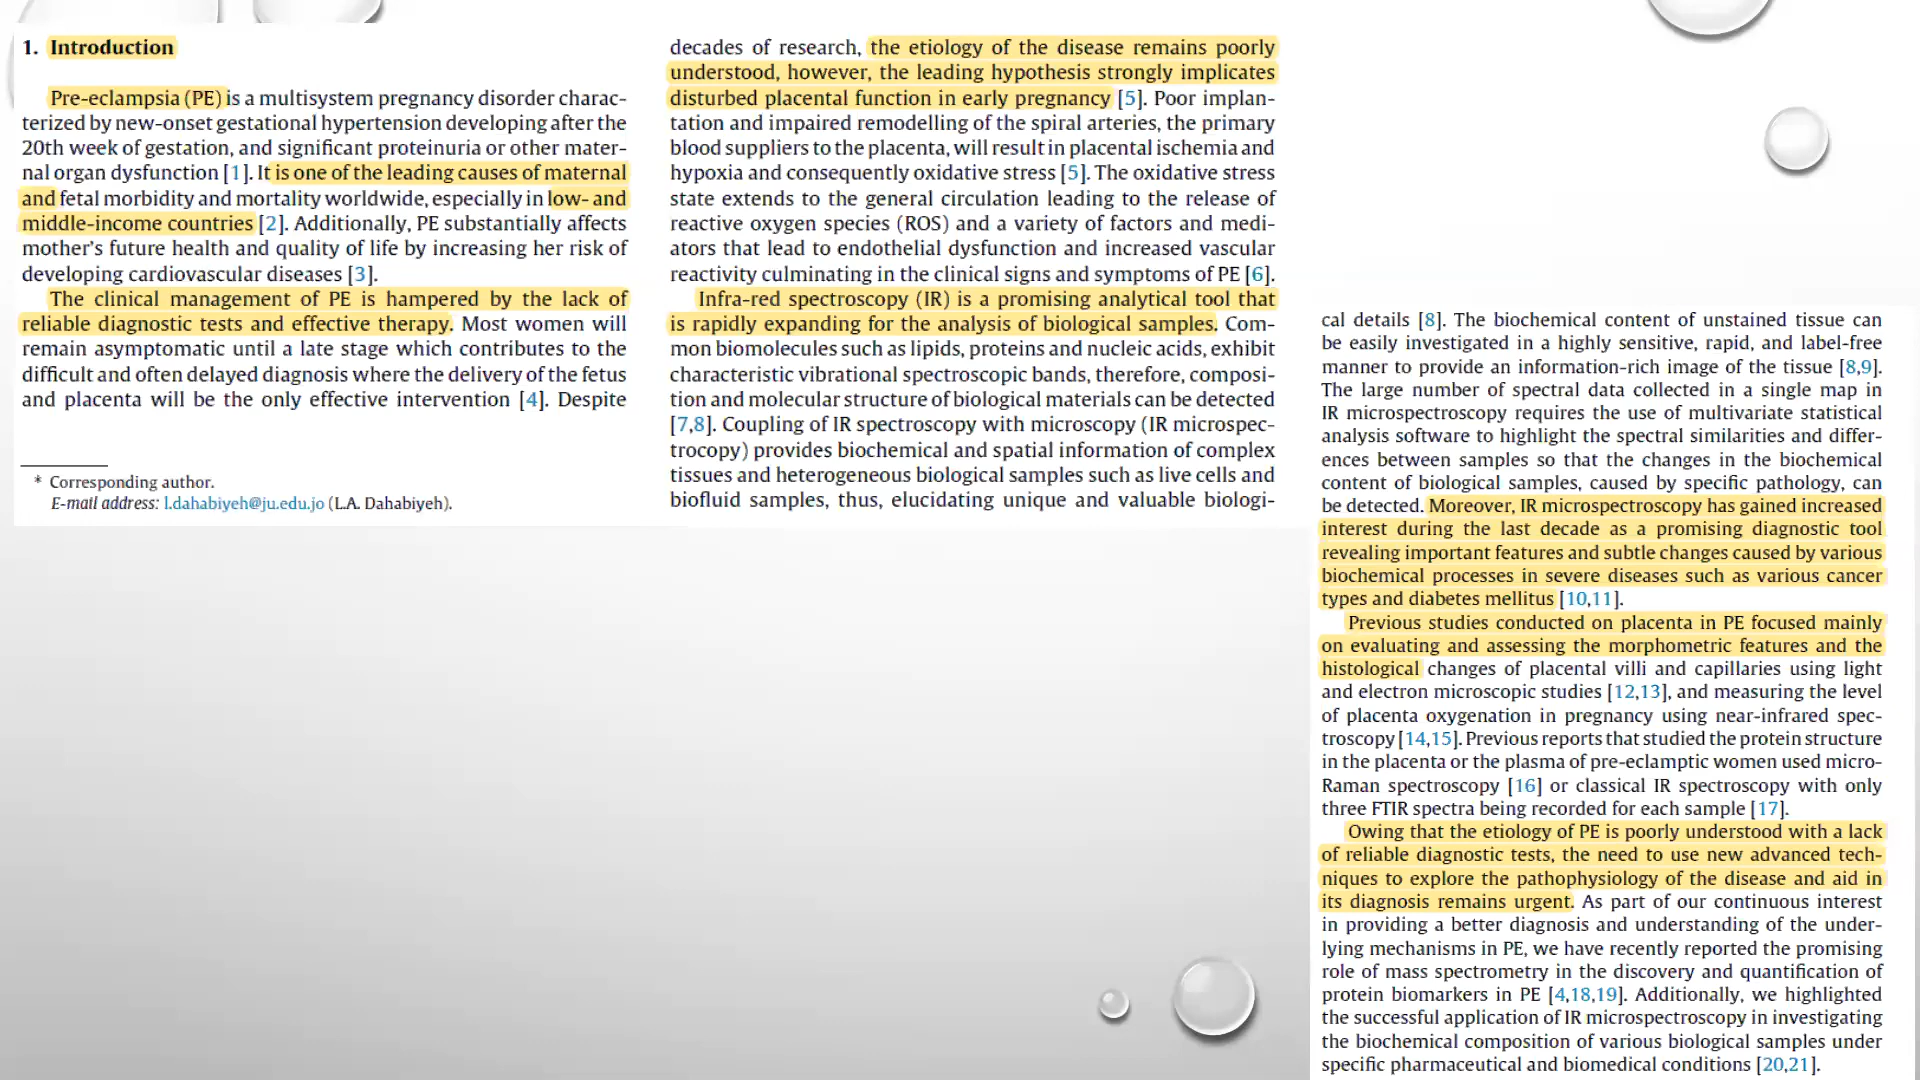 1. Introduction
Pre-eclampsia (PE) is a multisystem pregnancy disorder charac-
terized by new-onset gestational hypertension developing after the
20th week of gestation, and significant proteinuria or other mater-
nal organ dysfunction [1]. It is one of the leading causes of maternal
and fetal morbidity and mortality worldwide, especially in low- and
middle-income countries [2]. Additionally, PE substantially affects
mother's future health and quality of life by increasing her risk of
developing cardiovascular diseases [3].
The clinical management of PE is hampered by the lack of
reliable diagnostic tests and effective therapy. Most women will
remain asymptomatic until a late stage which contributes to the
difficult and often delayed diagnosis where the delivery of the fetus
and placenta will be the only effective intervention [4]. Despite
* Corresponding author.
E-mail address: l.dahabiyeh@ju.edu.jo (L.A. Dahabiyeh).
decades of research, the etiology of the disease remains poorly
understood, however, the leading hypothesis strongly implicates
disturbed placental function in early pregnancy [5]. Poor implan-
tation and impaired remodelling of the spiral arteries, the primary
blood suppliers to the placenta, will result in placental ischemia and
hypoxia and consequently oxidative stress [5]. The oxidative stress
state extends to the general circulation leading to the release of
reactive oxygen species (ROS) and a variety of factors and medi-
ators that lead to endothelial dysfunction and increased vascular
reactivity culminating in the clinical signs and symptoms of PE [6].
Infra-red spectroscopy (IR) is a promising analytical tool that
is rapidly expanding for the analysis of biological samples. Com-
mon biomolecules such as lipids, proteins and nucleic acids, exhibit
characteristic vibrational spectroscopic bands, therefore, composi-
tion and molecular structure of biological materials can be detected
[7,8]. Coupling of IR spectroscopy with microscopy (IR microspec-
trocopy) provides biochemical and spatial information of complex
tissues and heterogeneous biological samples such as live cells and
biofluid samples, thus, elucidating unique and valuable biologi-
cal details [8]. The biochemical content of unstained tissue can
be easily investigated in a highly sensitive, rapid, and label-free
manner to provide an information-rich image of the tissue [8,9].
The large number of spectral data collected in a single map in
IR microspectroscopy requires the use of multivariate statistical
analysis software to highlight the spectral similarities and differ-
ences between samples so that the changes in the biochemical
content of biological samples, caused by specific pathology, can
be detected. Moreover, IR microspectroscopy has gained increased
interest during the last decade as a promising diagnostic tool
revealing important features and subtle changes caused by various
biochemical processes in severe diseases such as various cancer
types and diabetes mellitus [10,11].
Previous studies conducted on placenta in PE focused mainly
on evaluating and assessing the morphometric features and the
histological changes of placental villi and capillaries using light
and electron microscopic studies [12,13], and measuring the level
of placenta oxygenation in pregnancy using near-infrared spec-
troscopy [14,15]. Previous reports that studied the protein structure
in the placenta or the plasma of pre-eclamptic women used micro-
Raman spectroscopy [16] or classical IR spectroscopy with only
three FTIR spectra being recorded for each sample [17].
Owing that the etiology of PE is poorly understood with a lack
of reliable diagnostic tests, the need to use new advanced tech-
niques to explore the pathophysiology of the disease and aid in
its diagnosis remains urgent. As part of our continuous interest
in providing a better diagnosis and understanding of the under-
lying mechanisms in PE, we have recently reported the promising
role of mass spectrometry in the discovery and quantification of
protein biomarkers in PE [4,18,19]. Additionally, we highlighted
the successful application of IR microspectroscopy in investigating
the biochemical composition of various biological samples under
specific pharmaceutical and biomedical conditions [20,21].